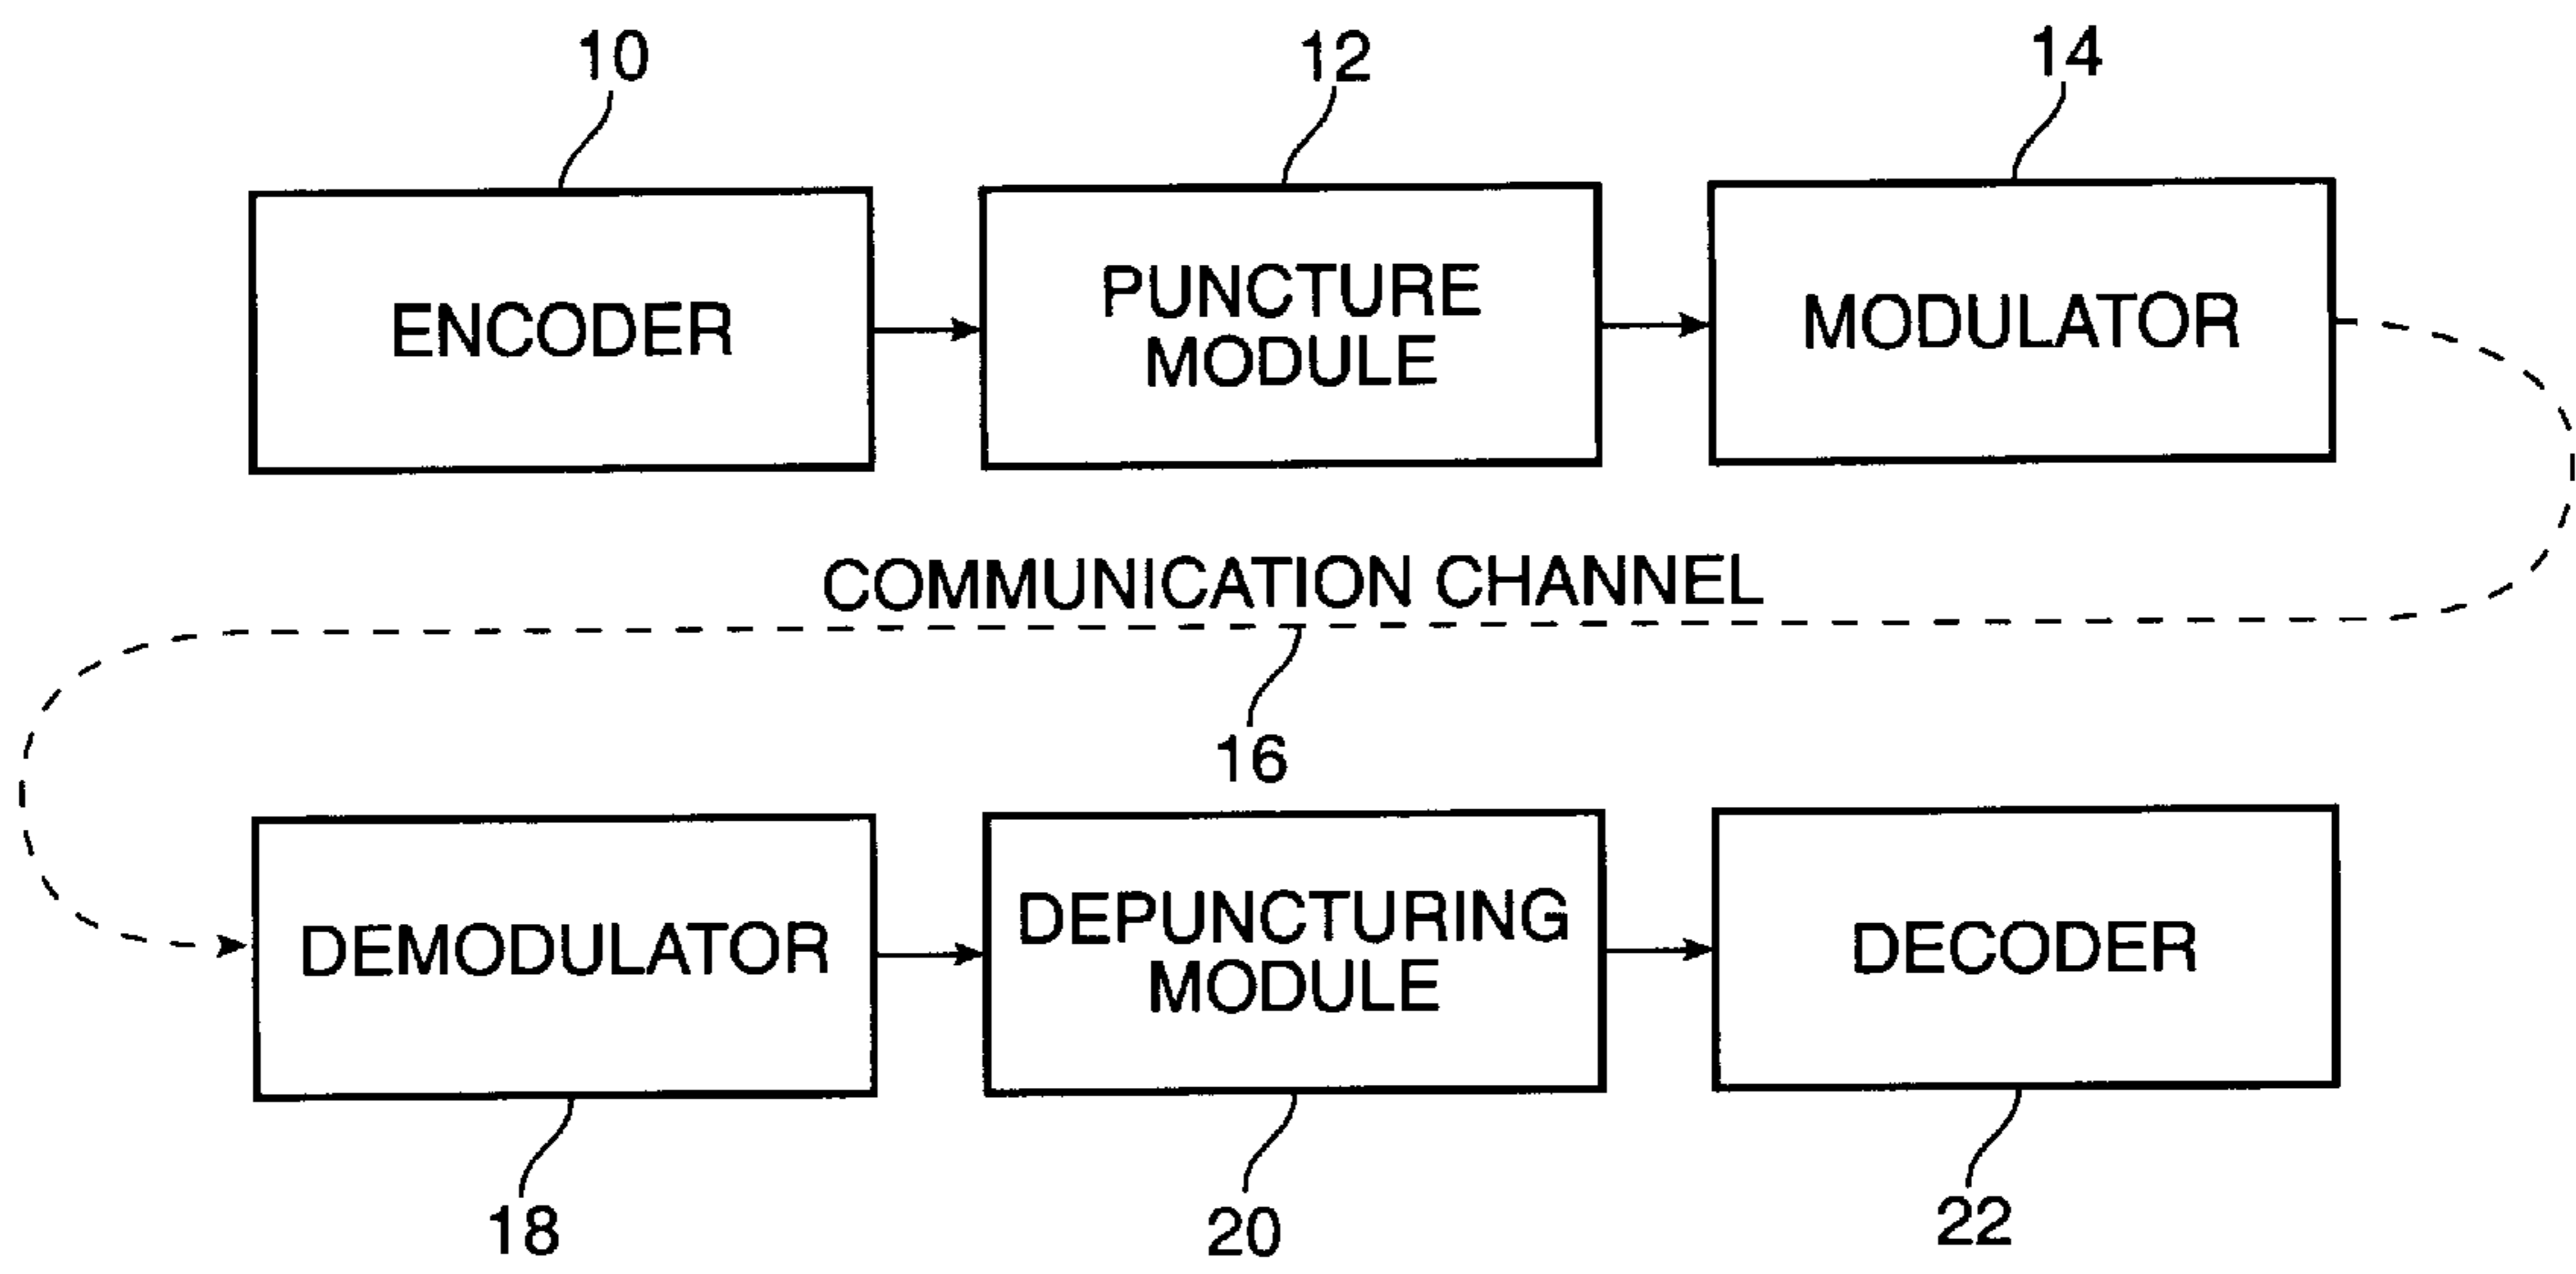 10
12
14
ENCODER
PUNCTURE
MODULE
MODULATOR
COMMUNICATION CHANNEL
16
DEMODULATOR
DEPUNCTURING
MODULE
DECODER
18
20
22